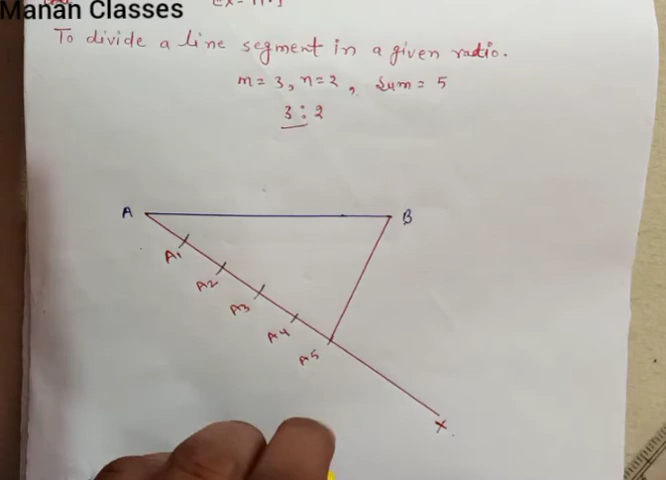 Manan Classes
To divide a line segment in a given ratio.
m = 3, n = 2, Sum = 5
3 : 2
A
B
A1
A2
A3
A4
A5
X